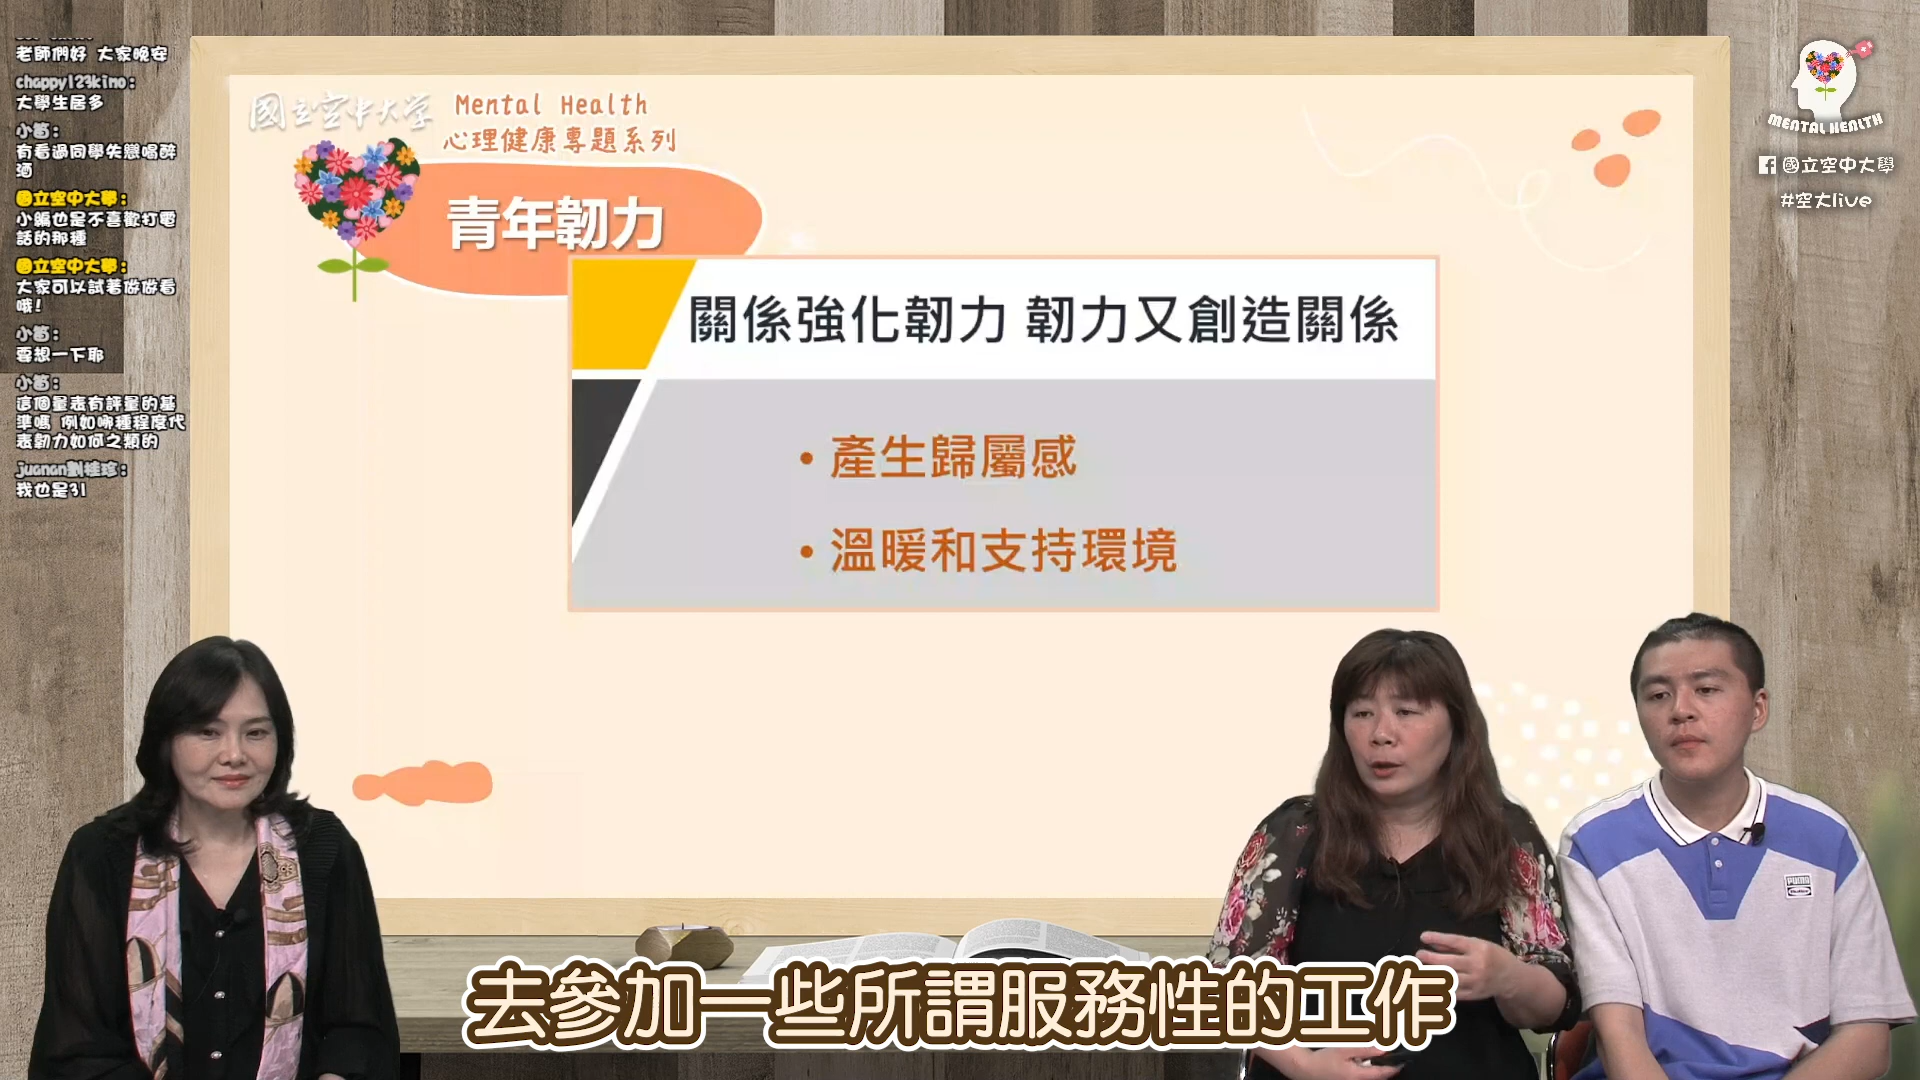 老師們好 大家晚安
chappy123kimo:
大學生居多
小笛:
有看過同學失戀喝醉
酒
國立空中大學:
小編也是不喜歡打電
話的那種
國立空中大學:
大家可以試著做做看
哦!
小笛:
要想一下耶
小笛:
這個量表有評量的基
準嗎 例如哪種程度代
表韌力如何之類的
juanan劉桂珍:
我也是31
國立空中大學
Mental Health
心理健康專題系列
青年韌力
關係強化韌力 韌力又創造關係
• 產生歸屬感
• 溫暖和支持環境
MENTAL HEALTH
國立空中大學
#空大live
PUMA
去參加一些所謂服務性的工作